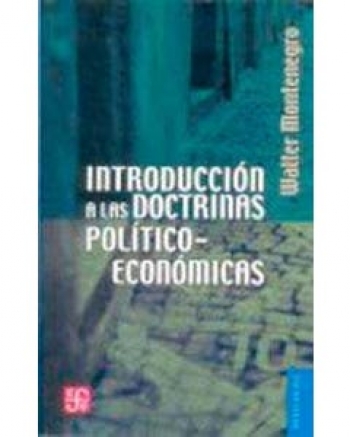 Walter Montenegro
INTRODUCCIÓN
A LAS DOCTRINAS
POLÍTICO-
ECONÓMICAS